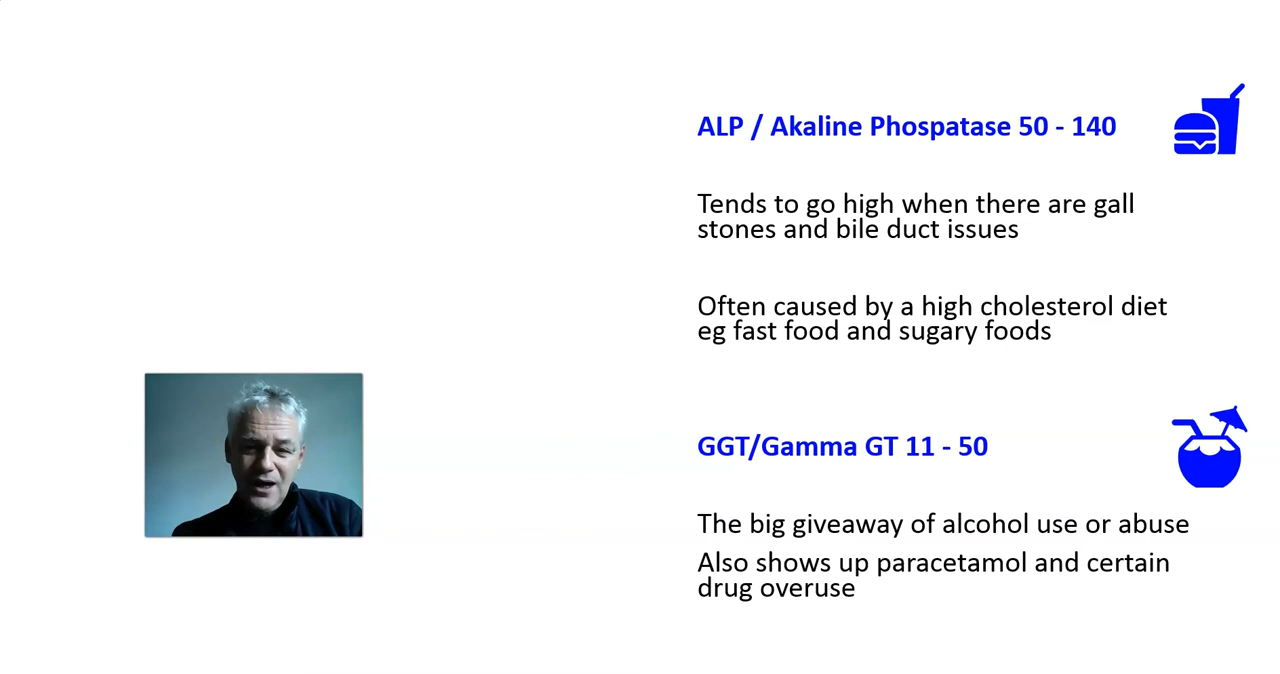 ALP / Akaline Phospatase 50 - 140
Tends to go high when there are gall
stones and bile duct issues
Often caused by a high cholesterol diet
eg fast food and sugary foods
GGT/Gamma GT 11 - 50
The big giveaway of alcohol use or abuse
Also shows up paracetamol and certain
drug overuse